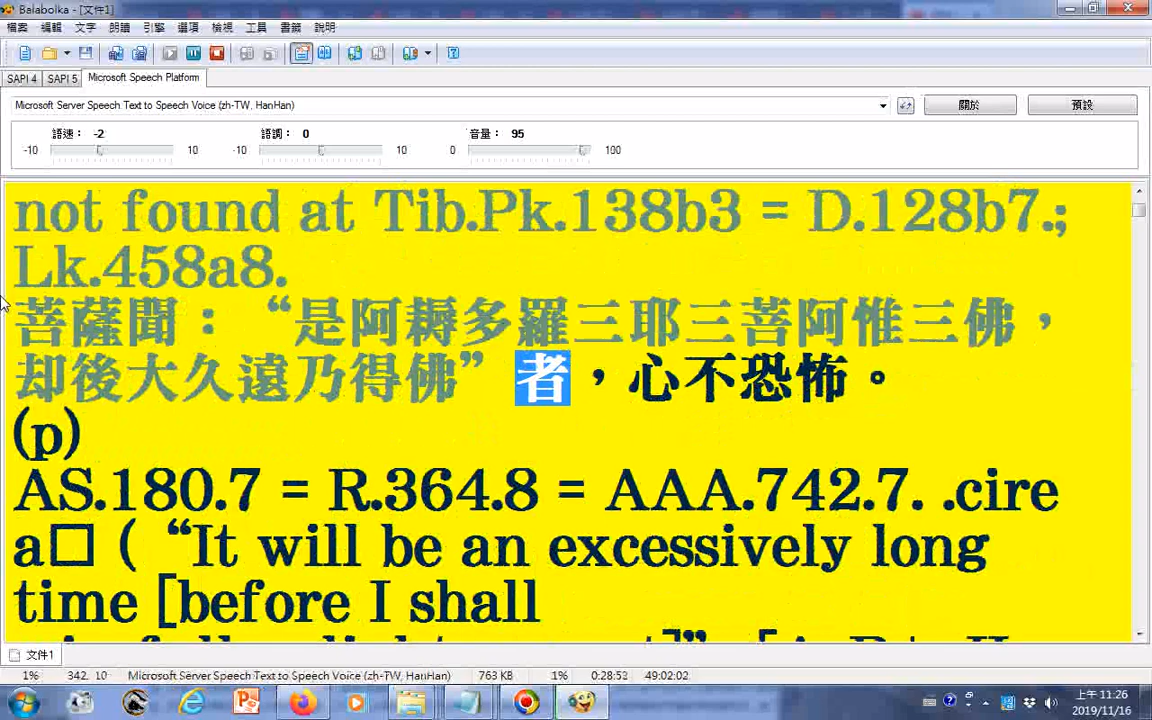 Balabolka - [文件1]
檔案 編輯 文字 朗讀 引擎 選項 檢視 工具 書籤 說明
SAPI 4 SAPI 5 Microsoft Speech Platform
Microsoft Server Speech Text to Speech Voice (zh-TW, HanHan)
關於 預設
語速： -2 語調： 0 音量： 95
-10 10 -10 10 0 100
not found at Tib.Pk.138b3 = D.128b7.;
Lk.458a8.
菩薩聞：“是阿耨多羅三耶三菩阿惟三佛，
却後大久遠乃得佛”者，心不恐怖。
(p)
AS.180.7 = R.364.8 = AAA.742.7. .cire
a□ (“It will be an excessively long
time [before I shall
文件1
1% 342. 10 Microsoft Server Speech Text to Speech Voice (zh-TW, HanHan) 763 KB 1% 0:28:53 49:02:02
上午 11:26
2019/11/16